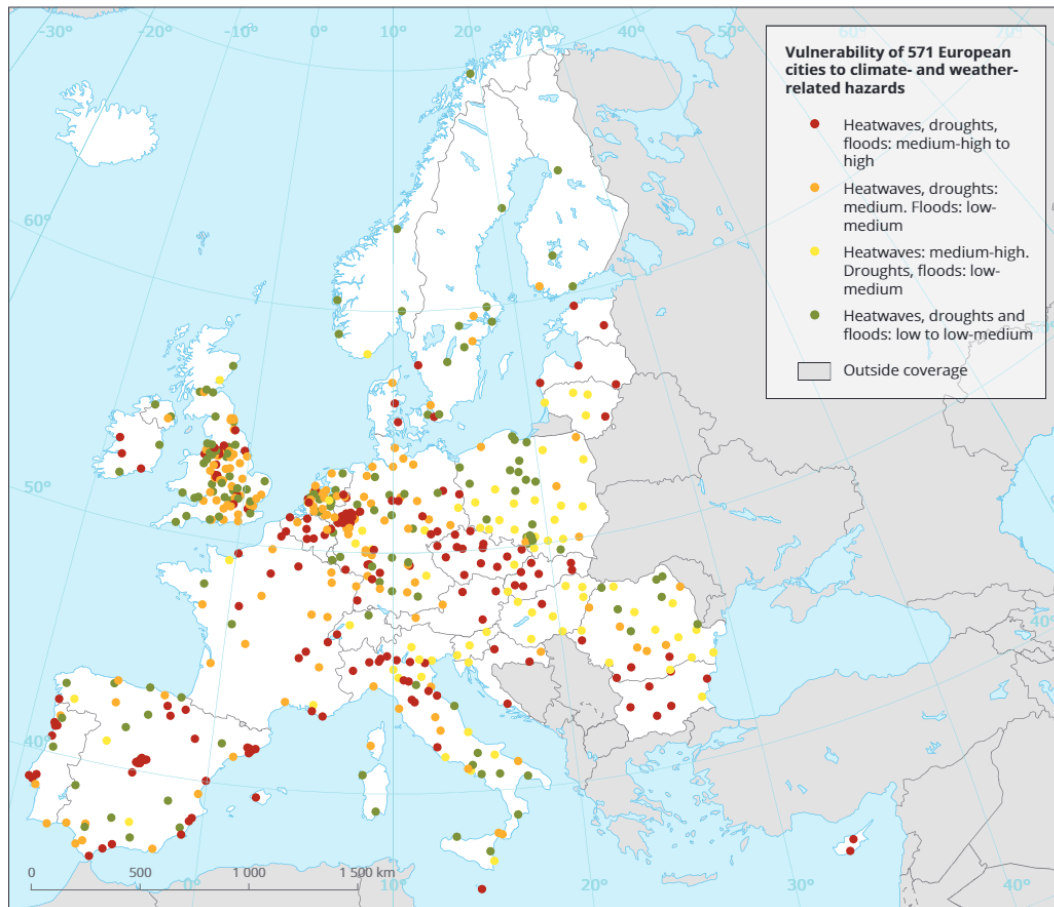 -30°
-20°
-10°
0°
10°
20°
30°
40°
50°
60°
70°
Vulnerability of 571 European
cities to climate- and weather-
related hazards
Heatwaves, droughts,
floods: medium-high to
high
Heatwaves, droughts:
medium. Floods: low-
medium
Heatwaves: medium-high.
Droughts, floods: low-
medium
Heatwaves, droughts and
floods: low to low-medium
Outside coverage
60°
50°
40°
40°
0
500
1 000
1 500 km
0°
10°
20°
30°
40°